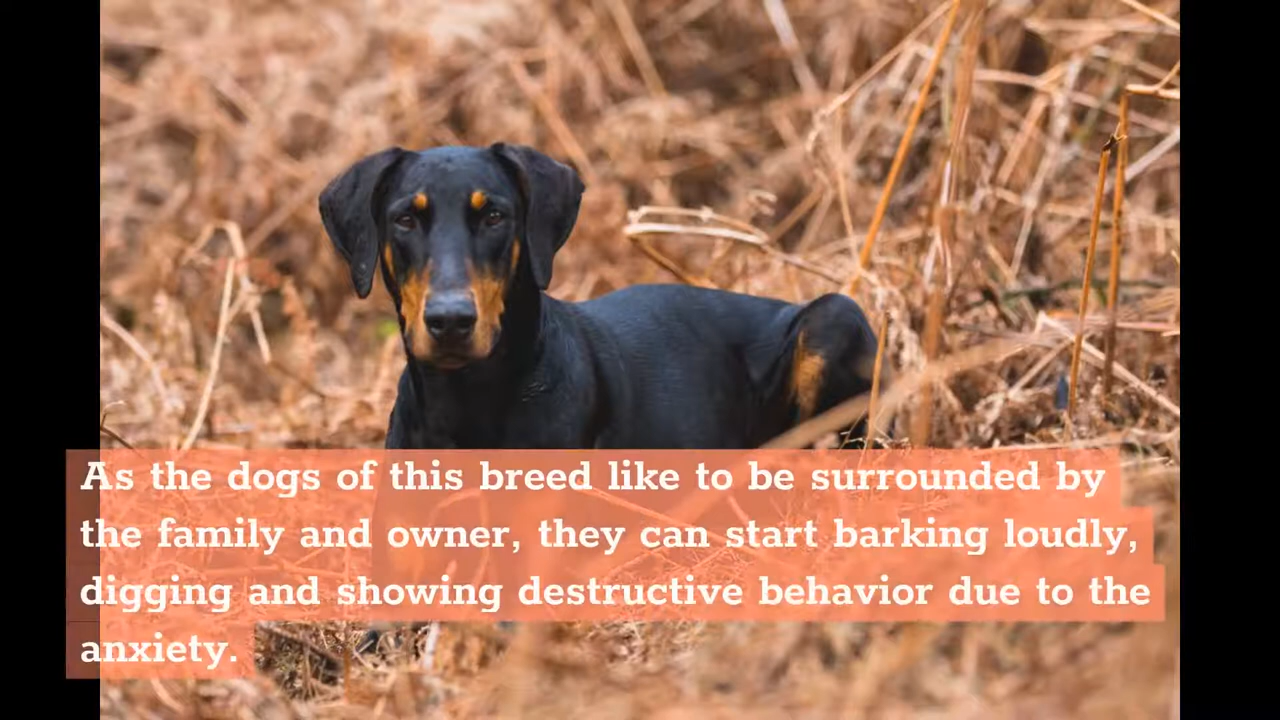 As the dogs of this breed like to be surrounded by
the family and owner, they can start barking loudly,
digging and showing destructive behavior due to the
anxiety.